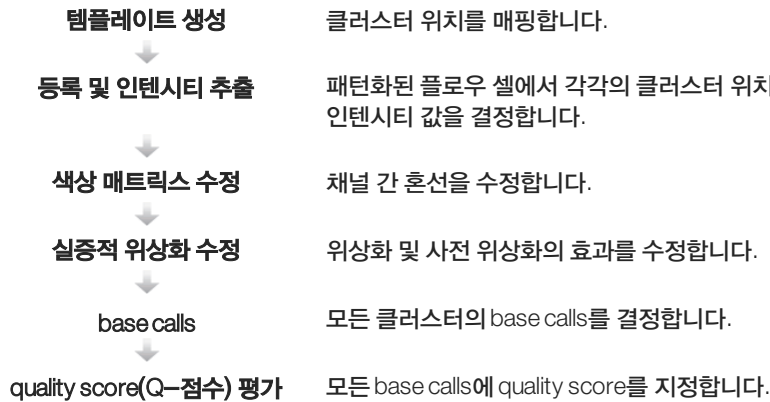 템플레이트 생성 클러스터 위치를 매핑합니다.
등록 및 인텐시티 추출 패턴화된 플로우 셀에서 각각의 클러스터 위치
인텐시티 값을 결정합니다.
색상 매트릭스 수정 채널 간 혼선을 수정합니다.
실증적 위상화 수정 위상화 및 사전 위상화의 효과를 수정합니다.
base calls 모든 클러스터의 base calls를 결정합니다.
quality score(Q−점수) 평가 모든 base calls에 quality score를 지정합니다.